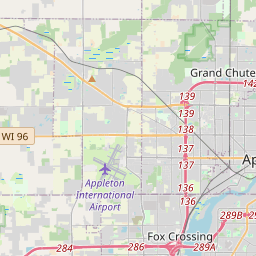 Grand Chute
142
139
139
138
WI 96
137
137
Ap
Appleton
International
Airport
136
136
289B
Fox Crossing
284
286
289A